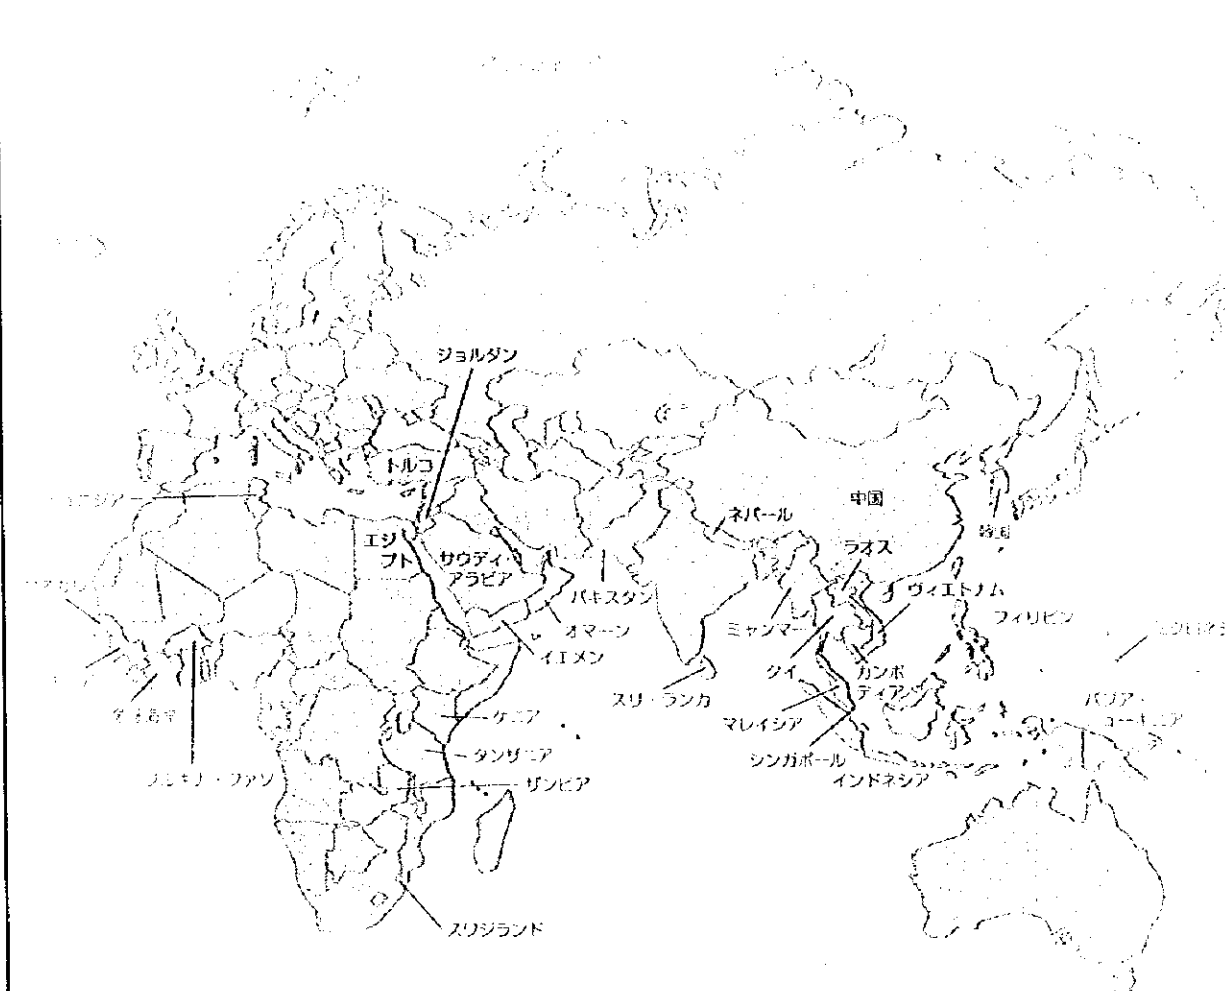 ジョルダン
トルコ
中国
ネパール
韓国
エジ
プト
サウディ・
アラビア
ラオス
パキスタン
ヴィエトナム
フィリピン
オマーン
ミャンマー
イエメン
タイ
カンボ
ディア
スリ・ランカ
パプア・
ニューギニア
ケニア
マレイシア
タンザニア
シンガポール
ブルキナ・ファソ
ザンビア
インドネシア
スワジランド